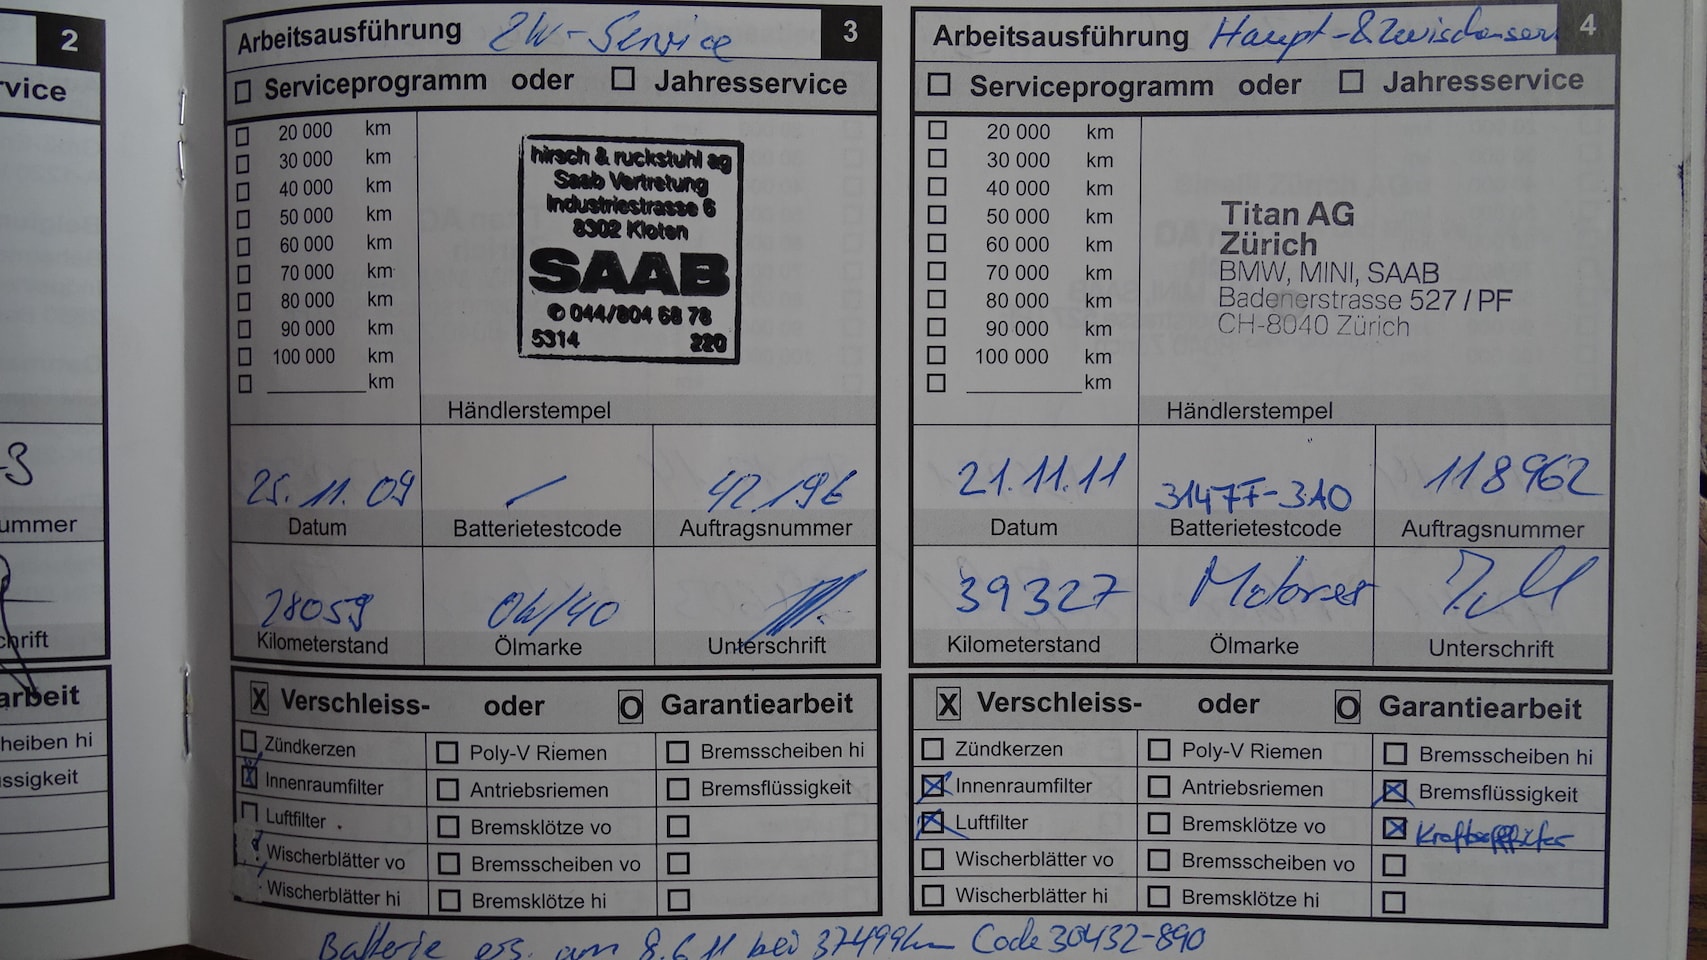 2
rvice
-3
ummer
chrift
arbeit
heiben hi
ssigkeit
Arbeitsausführung ZW-Service 3
Serviceprogramm oder Jahresservice
20 000 km
30 000 km
40 000 km
50 000 km
60 000 km
70 000 km
80 000 km
90 000 km
100 000 km
km
hirsch & ruckstuhl ag
Saab Vertretung
Industriestrasse 6
8302 Kloten
SAAB
✆ 044/804 68 78
5314 220
Händlerstempel
25.11.09 / 42196
Datum Batterietestcode Auftragsnummer
28059 0W/40
Kilometerstand Ölmarke Unterschrift
X Verschleiss- oder O Garantiearbeit
Zündkerzen Poly-V Riemen Bremsscheiben hi
X Innenraumfilter Antriebsriemen Bremsflüssigkeit
Luftfilter Bremsklötze vo
Wischerblätter vo Bremsscheiben vo
Wischerblätter hi Bremsklötze hi
Arbeitsausführung Haupt-&Zwischenserv 4
Serviceprogramm oder Jahresservice
20 000 km
30 000 km
40 000 km
50 000 km
60 000 km
70 000 km
80 000 km
90 000 km
100 000 km
km
Titan AG
Zürich
BMW, MINI, SAAB
Badenerstrasse 527 / PF
CH-8040 Zürich
Händlerstempel
21.11.11 3147F-3A0 118962
Datum Batterietestcode Auftragsnummer
39327
Kilometerstand Ölmarke Unterschrift
X Verschleiss- oder O Garantiearbeit
Zündkerzen Poly-V Riemen Bremsscheiben hi
X Innenraumfilter Antriebsriemen X Bremsflüssigkeit
X Luftfilter Bremsklötze vo X
Wischerblätter vo Bremsscheiben vo
Wischerblätter hi Bremsklötze hi
Batterie ers. am 8.6.11 bei 37499km Code 30432-890